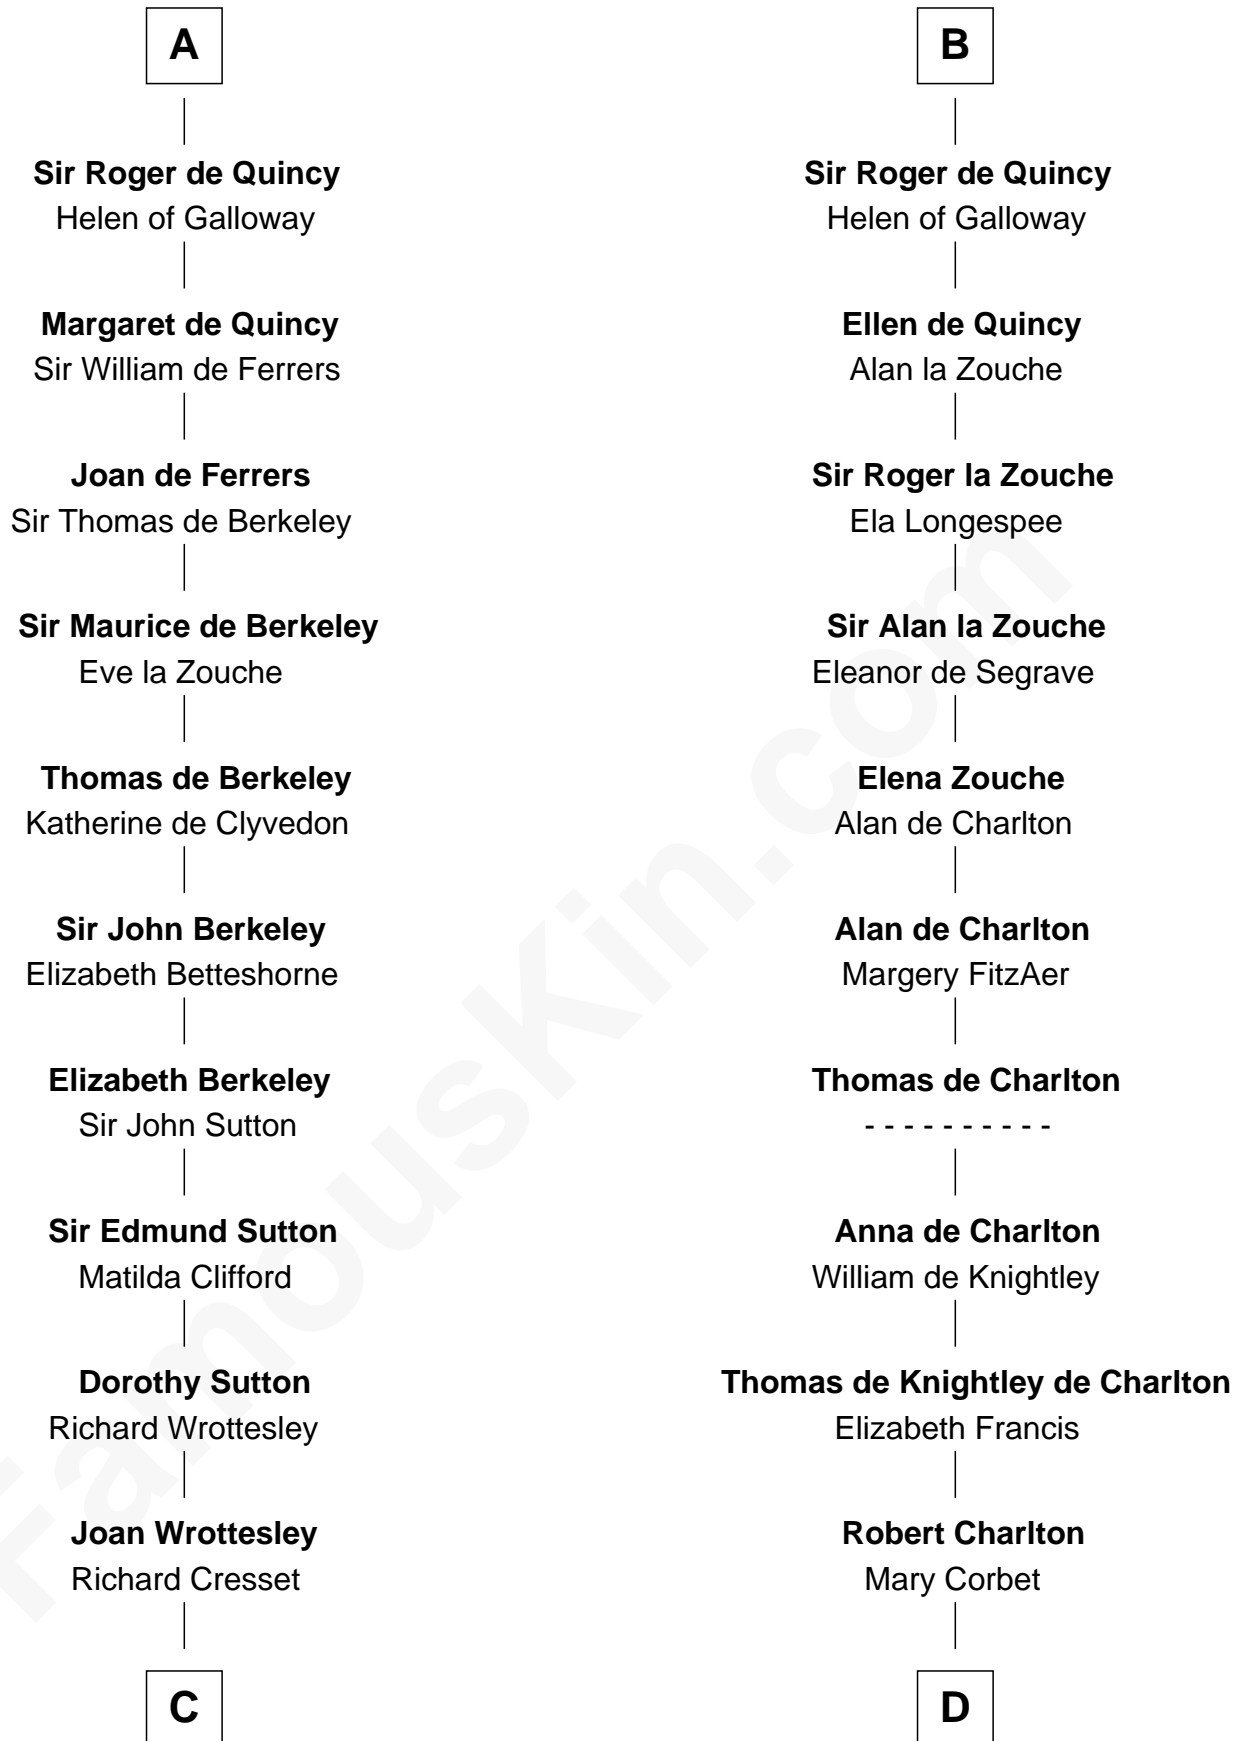 A
Sir Roger de Quincy
Helen of Galloway
Margaret de Quincy
Sir William de Ferrers
Joan de Ferrers
Sir Thomas de Berkeley
Sir Maurice de Berkeley
Eve la Zouche
Thomas de Berkeley
Katherine de Clyvedon
Sir John Berkeley
Elizabeth Betteshorne
Elizabeth Berkeley
Sir John Sutton
Sir Edmund Sutton
Matilda Clifford
Dorothy Sutton
Richard Wrottesley
Joan Wrottesley
Richard Cresset
C
B
Sir Roger de Quincy
Helen of Galloway
Ellen de Quincy
Alan la Zouche
Sir Roger la Zouche
Ela Longespee
Sir Alan la Zouche
Eleanor de Segrave
Elena Zouche
Alan de Charlton
Alan de Charlton
Margery FitzAer
Thomas de Charlton
- - - - - - - - - -
Anna de Charlton
William de Knightley
Thomas de Knightley de Charlton
Elizabeth Francis
Robert Charlton
Mary Corbet
D
FamousKin.com